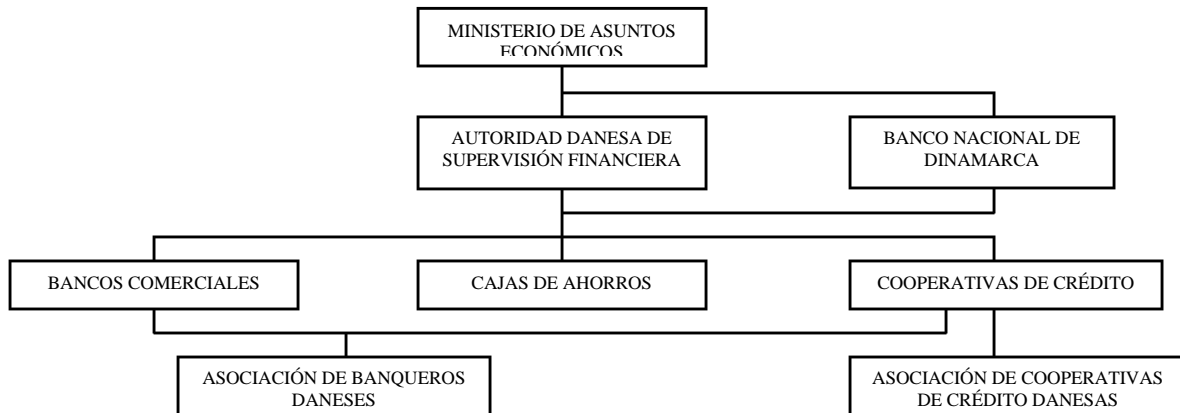 MINISTERIO DE ASUNTOS
ECONÓMICOS
AUTORIDAD DANESA DE
SUPERVISIÓN FINANCIERA
BANCO NACIONAL DE
DINAMARCA
BANCOS COMERCIALES
CAJAS DE AHORROS
COOPERATIVAS DE CRÉDITO
ASOCIACIÓN DE BANQUEROS
DANESES
ASOCIACIÓN DE COOPERATIVAS
DE CRÉDITO DANESAS